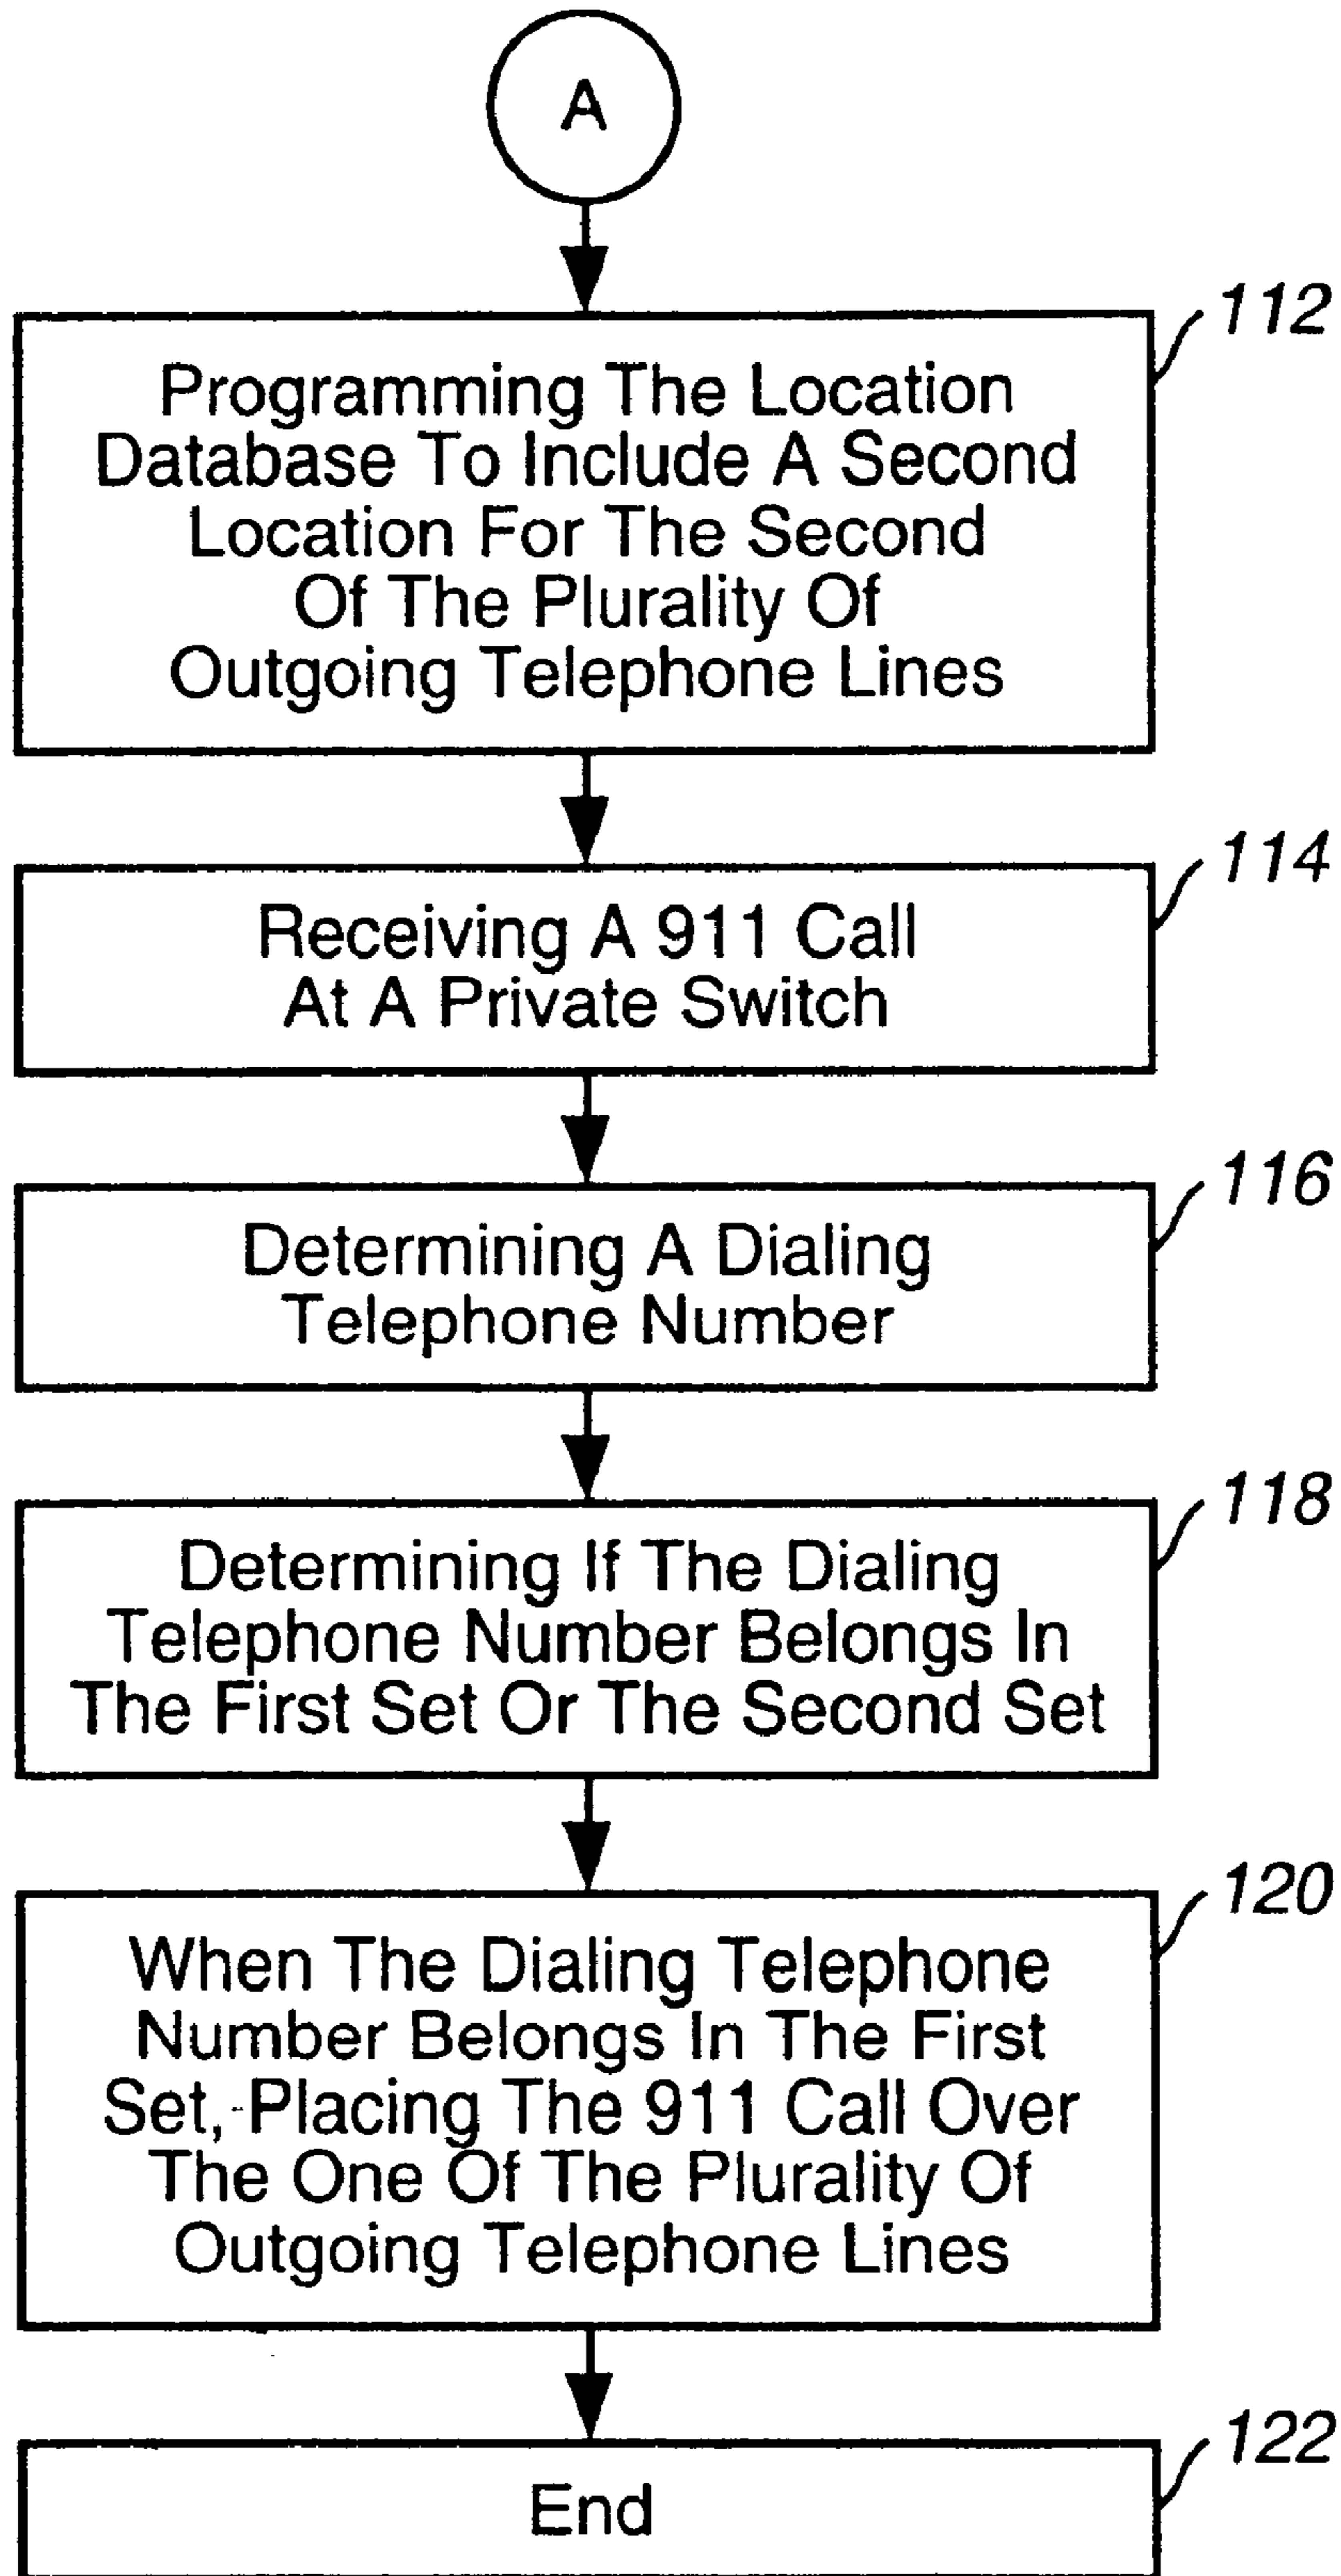 A
112
Programming The Location
Database To Include A Second
Location For The Second
Of The Plurality Of
Outgoing Telephone Lines
114
Receiving A 911 Call
At A Private Switch
116
Determining A Dialing
Telephone Number
118
Determining If The Dialing
Telephone Number Belongs In
The First Set Or The Second Set
120
When The Dialing Telephone
Number Belongs In The First
Set, Placing The 911 Call Over
The One Of The Plurality Of
Outgoing Telephone Lines
122
End